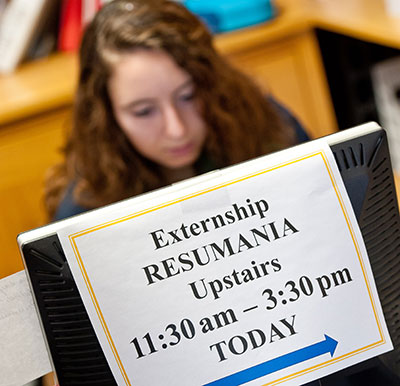 Externship
RESUMANIA
Upstairs
11:30 am – 3:30 pm
TODAY